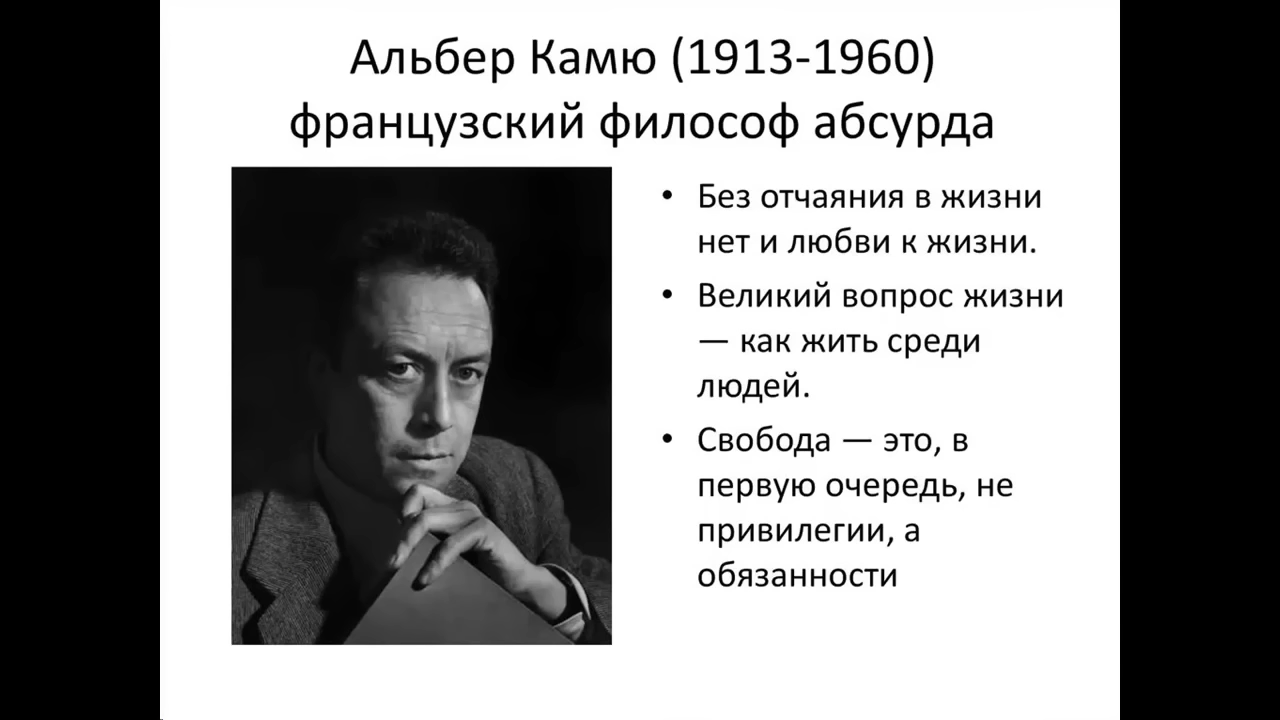 Альбер Камю (1913-1960)
французский философ абсурда
• Без отчаяния в жизни
нет и любви к жизни.
• Великий вопрос жизни
— как жить среди
людей.
• Свобода — это, в
первую очередь, не
привилегии, а
обязанности